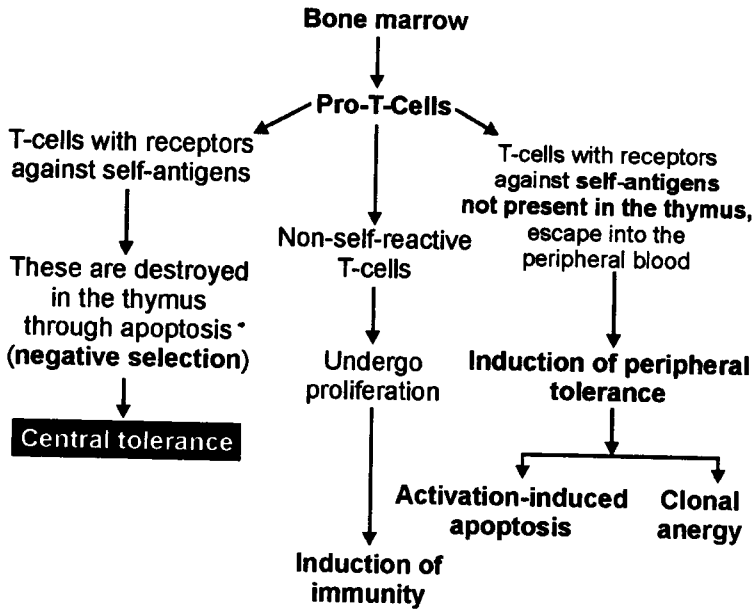 Bone marrow
Pro-T-Cells
T-cells with receptors
against self-antigens
These are destroyed
in the thymus
through apoptosis
(negative selection)
Central tolerance
Non-self-reactive
T-cells
Undergo
proliferation
Induction of
immunity
T-cells with receptors
against self-antigens
not present in the thymus,
escape into the
peripheral blood
Induction of peripheral
tolerance
Activation-induced
apoptosis
Clonal
anergy